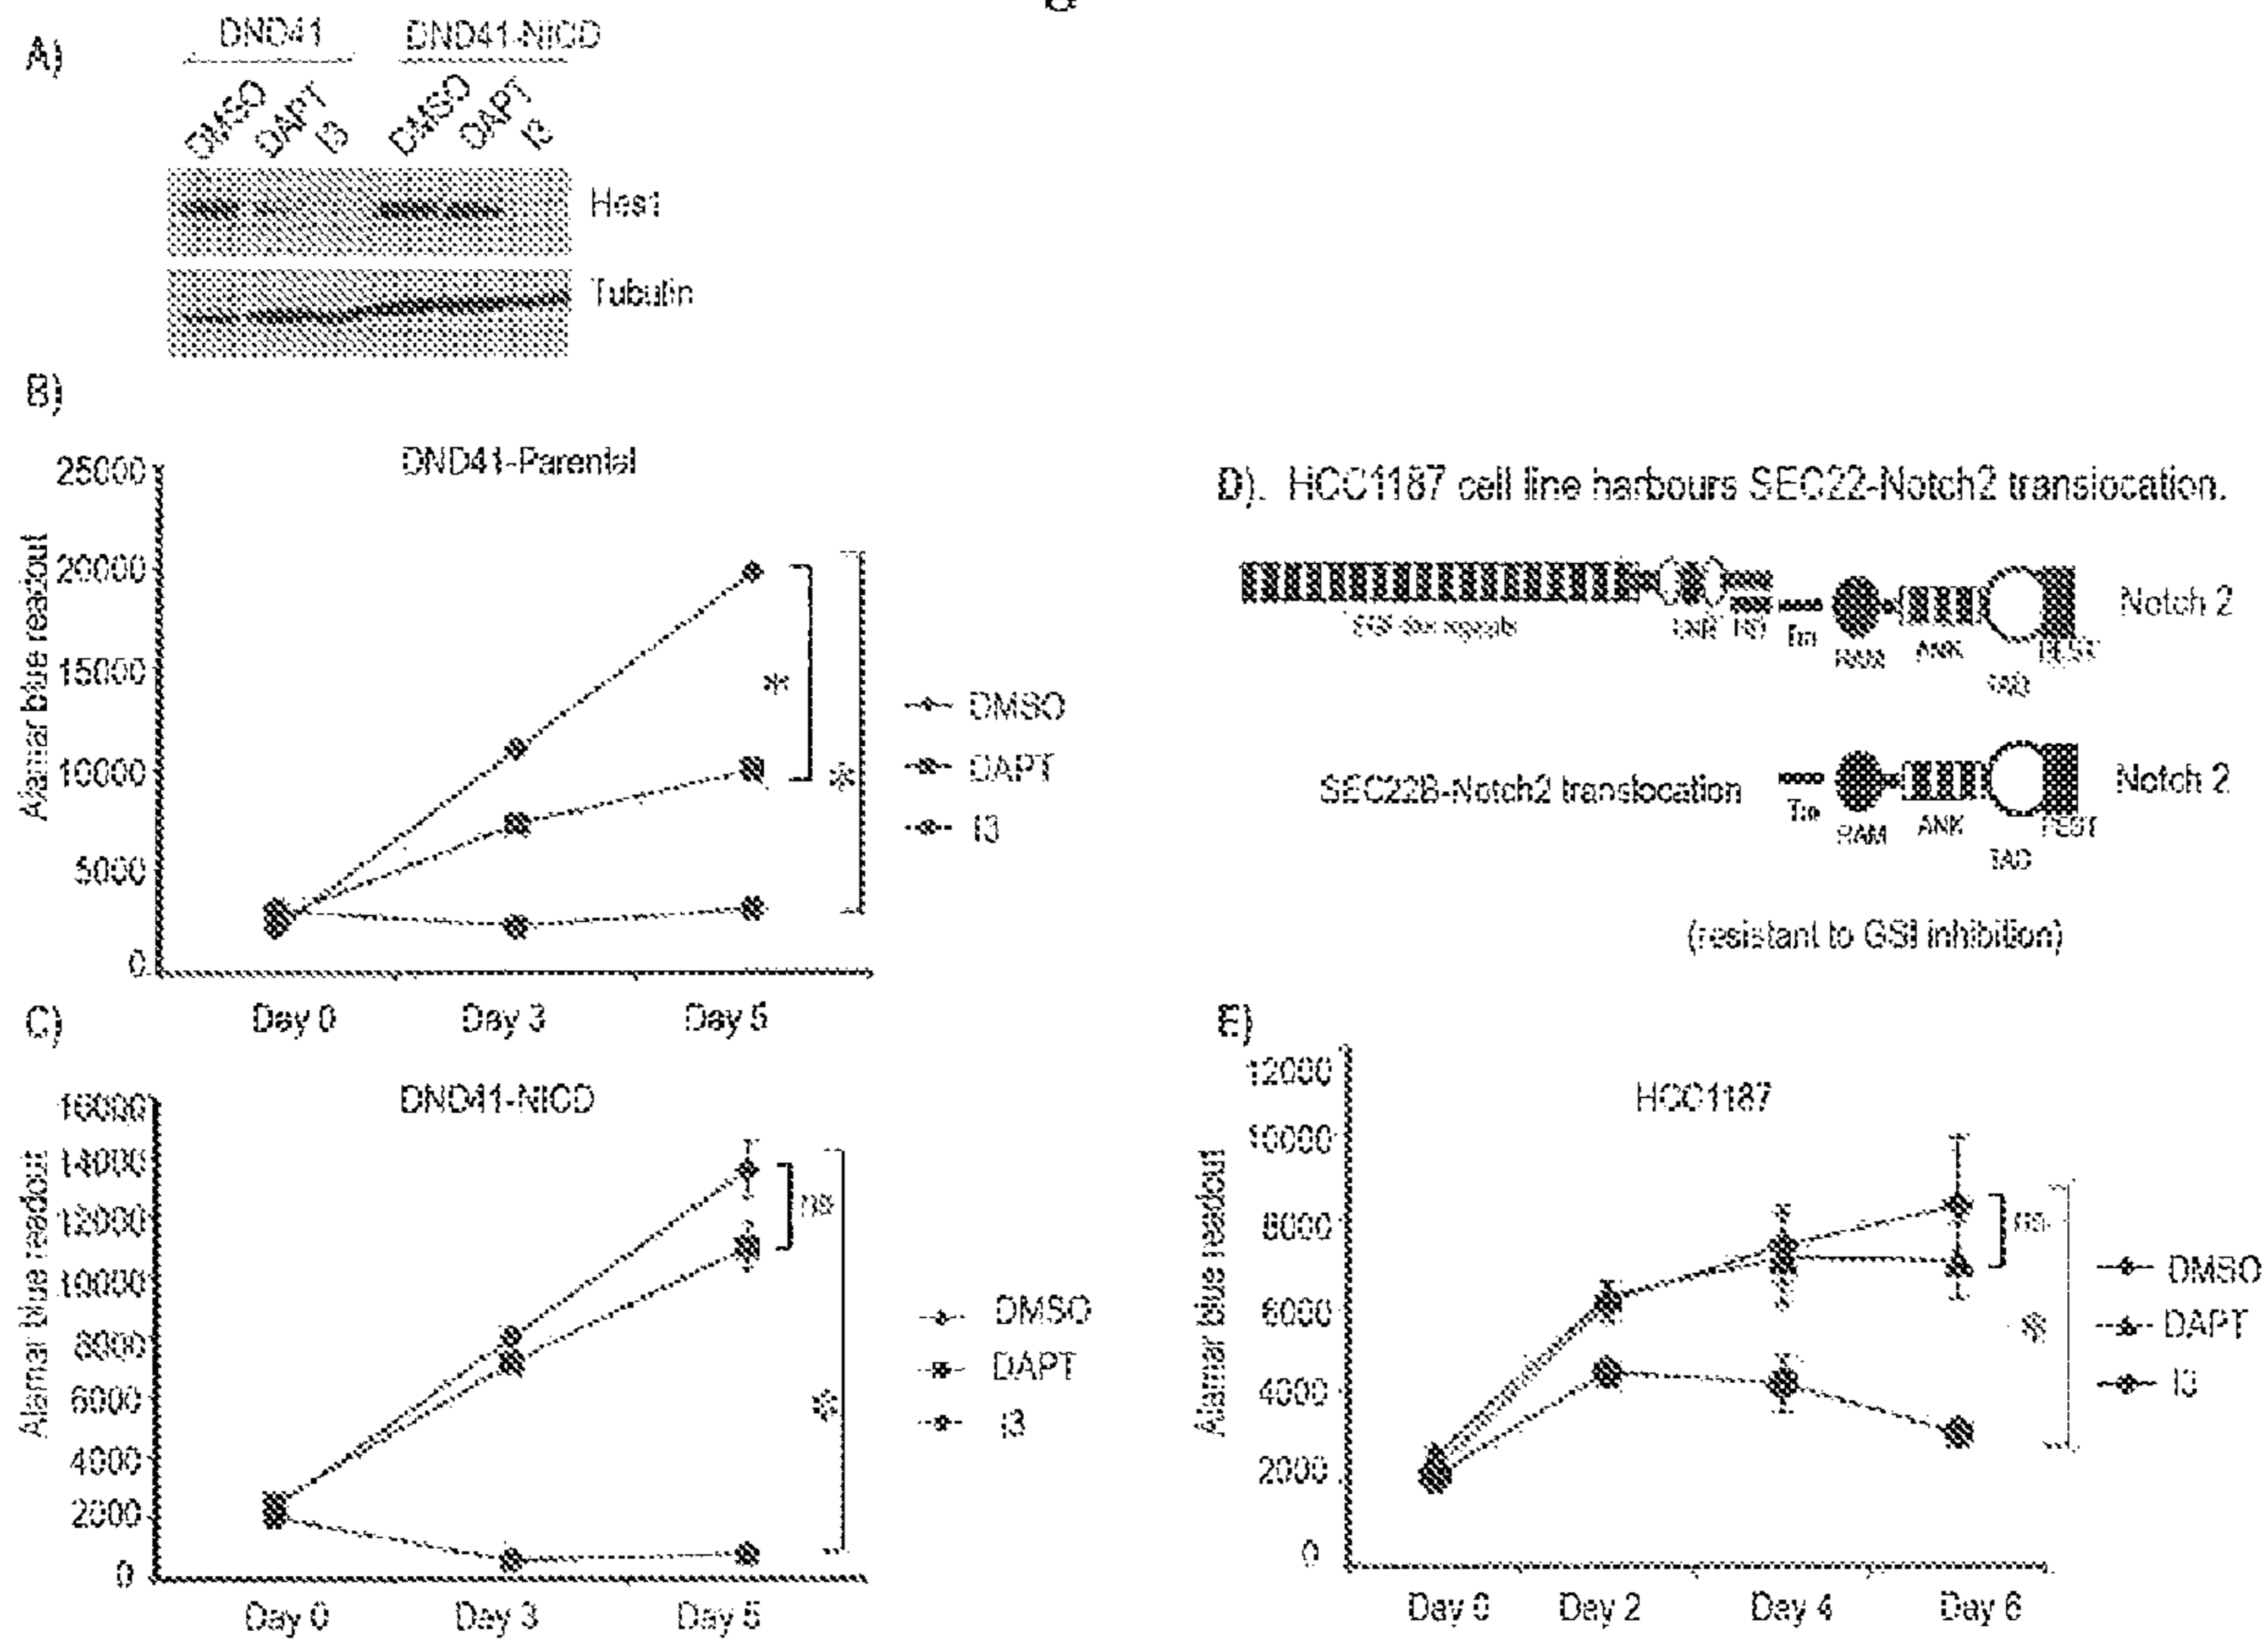 A)
DND41 DND41-NICD
DMSO DAPT I3 DMSO DAPT I3
Hes1
Tubulin
B)
DND41-Parental
Alamar blue readout
25000
20000
15000
10000
5000
0
Day 0 Day 3 Day 5
*
*
DMSO
DAPT
I3
C)
DND41-NICD
Alamar blue readout
16000
14000
12000
10000
8000
6000
4000
2000
0
Day 0 Day 3 Day 5
ns
*
DMSO
DAPT
I3
D). HCC1187 cell line harbours SEC22-Notch2 translocation.
repeats
Tm
RAM
ANK
TAD
PEST
Notch 2
SEC22B-Notch2 translocation
Tm
RAM
ANK
TAD
PEST
Notch 2
(resistant to GSI inhibition)
E)
HCC1187
Alamar blue readout
12000
10000
8000
6000
4000
2000
0
Day 0 Day 2 Day 4 Day 6
ns
*
DMSO
DAPT
I3